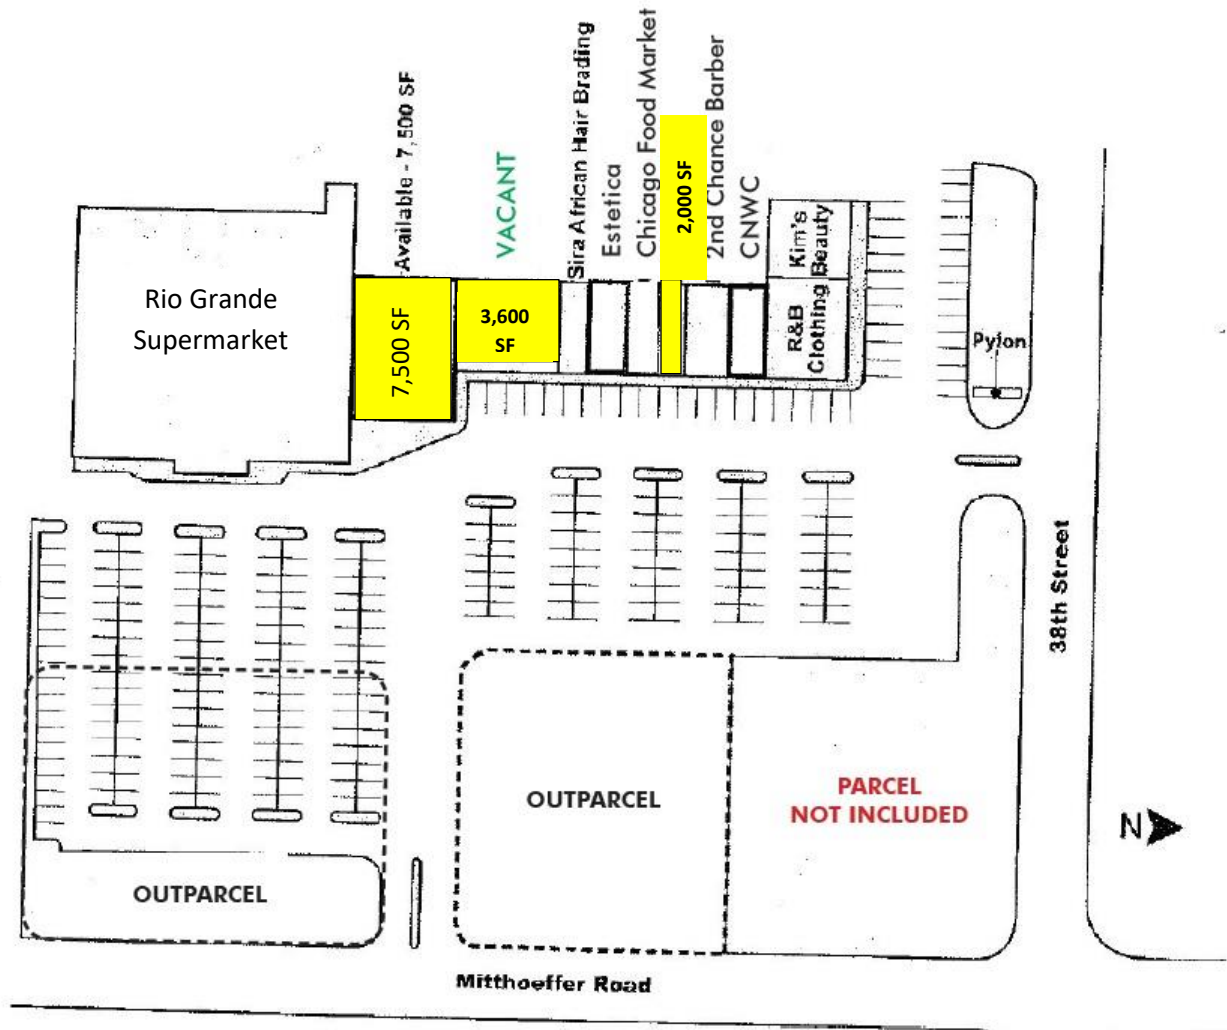 Available - 7,500 SF
VACANT
Sira African Hair Brading
Estetica
Chicago Food Market
2,000 SF
2nd Chance Barber
CNWC
Kim's
Beauty
R&B
Clothing
Rio Grande
Supermarket
7,500 SF
3,600
SF
Pylon
38th Street
OUTPARCEL
PARCEL
NOT INCLUDED
N
OUTPARCEL
Mitthoeffer Road